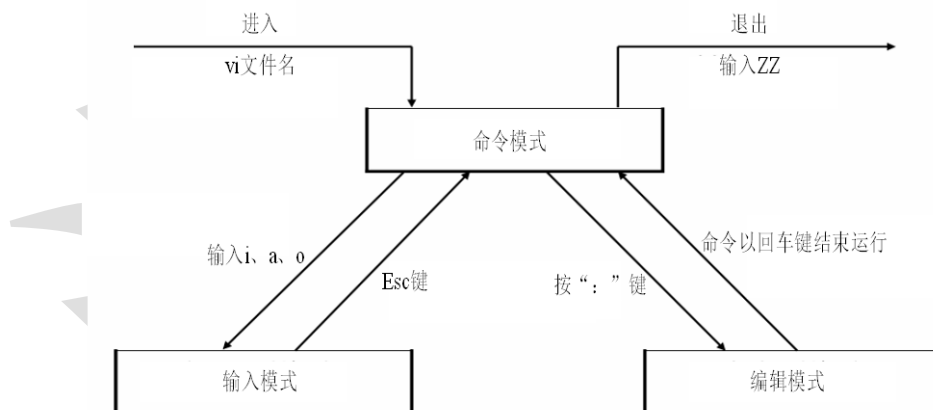 进入
退出
vi文件名
输入ZZ
命令模式
输入i、a、o
Esc键
按“：”键
命令以回车键结束运行
输入模式
编辑模式